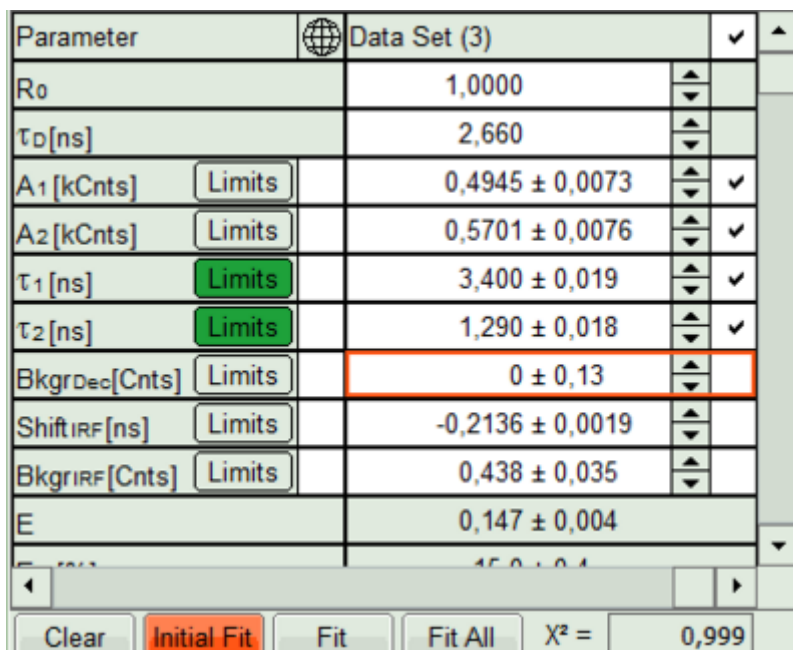 Parameter Data Set (3)
R0 1,0000
τD[ns] 2,660
A1[kCnts] Limits 0,4945 ± 0,0073
A2[kCnts] Limits 0,5701 ± 0,0076
τ1[ns] Limits 3,400 ± 0,019
τ2[ns] Limits 1,290 ± 0,018
BkgrDec[Cnts] Limits 0 ± 0,13
ShiftIRF[ns] Limits -0,2136 ± 0,0019
BkgrIRF[Cnts] Limits 0,438 ± 0,035
E 0,147 ± 0,004
Clear Initial Fit Fit Fit All X² = 0,999